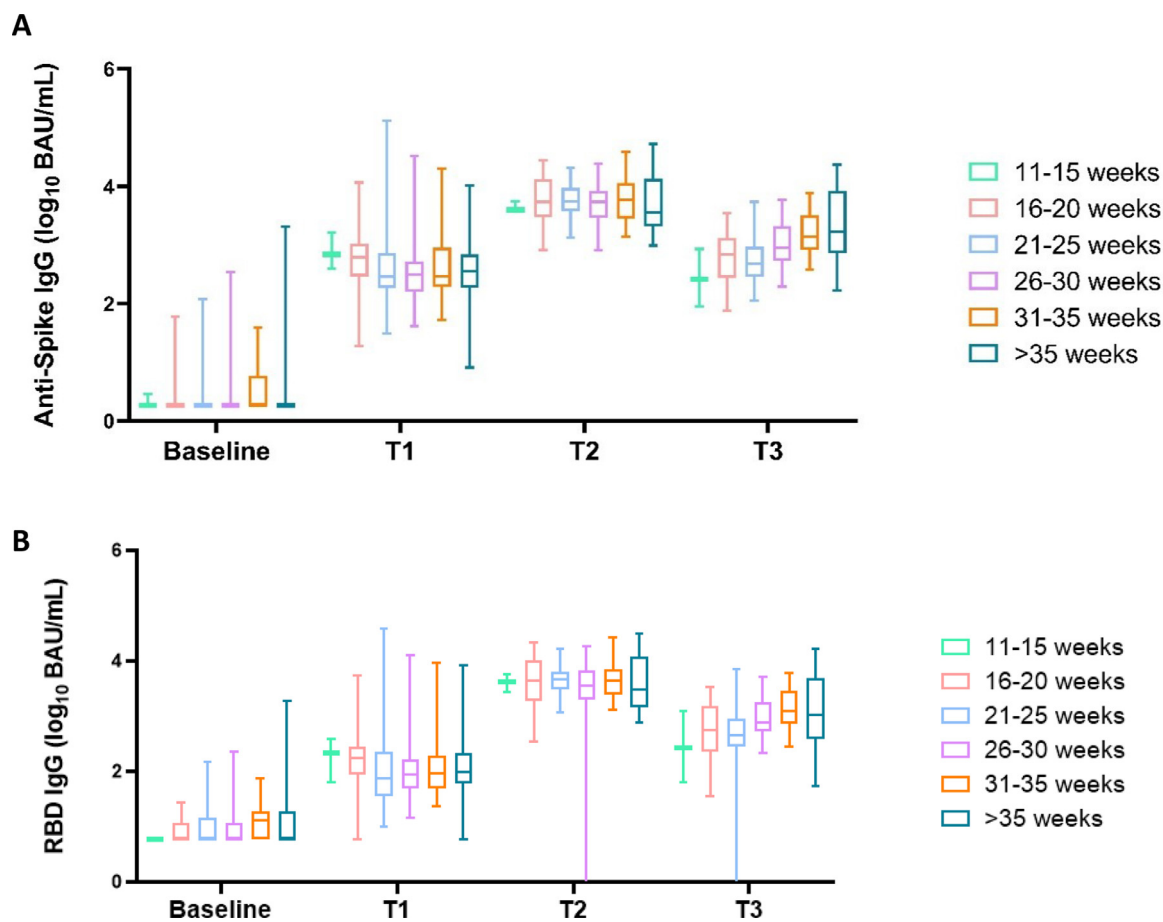 A
Anti-Spike IgG (log10 BAU/mL)
6
4
2
0
Baseline T1 T2 T3
11-15 weeks
16-20 weeks
21-25 weeks
26-30 weeks
31-35 weeks
>35 weeks
B
RBD IgG (log10 BAU/mL)
6
4
2
0
Baseline T1 T2 T3
11-15 weeks
16-20 weeks
21-25 weeks
26-30 weeks
31-35 weeks
>35 weeks